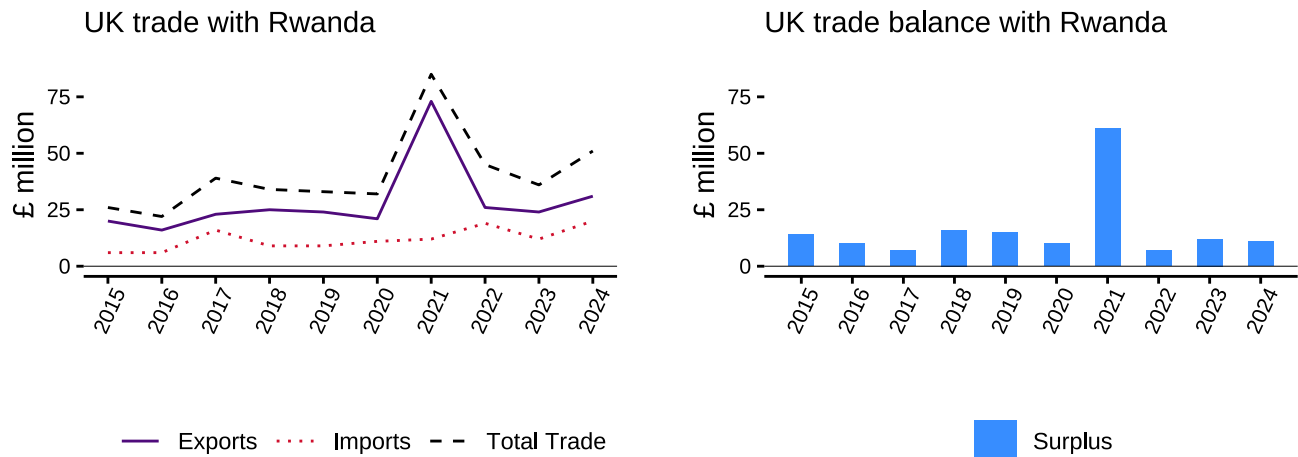 UK trade with Rwanda
£ million
75
50
25
0
2015 2016 2017 2018 2019 2020 2021 2022 2023 2024
Exports Imports Total Trade
UK trade balance with Rwanda
£ million
75
50
25
0
2015 2016 2017 2018 2019 2020 2021 2022 2023 2024
Surplus